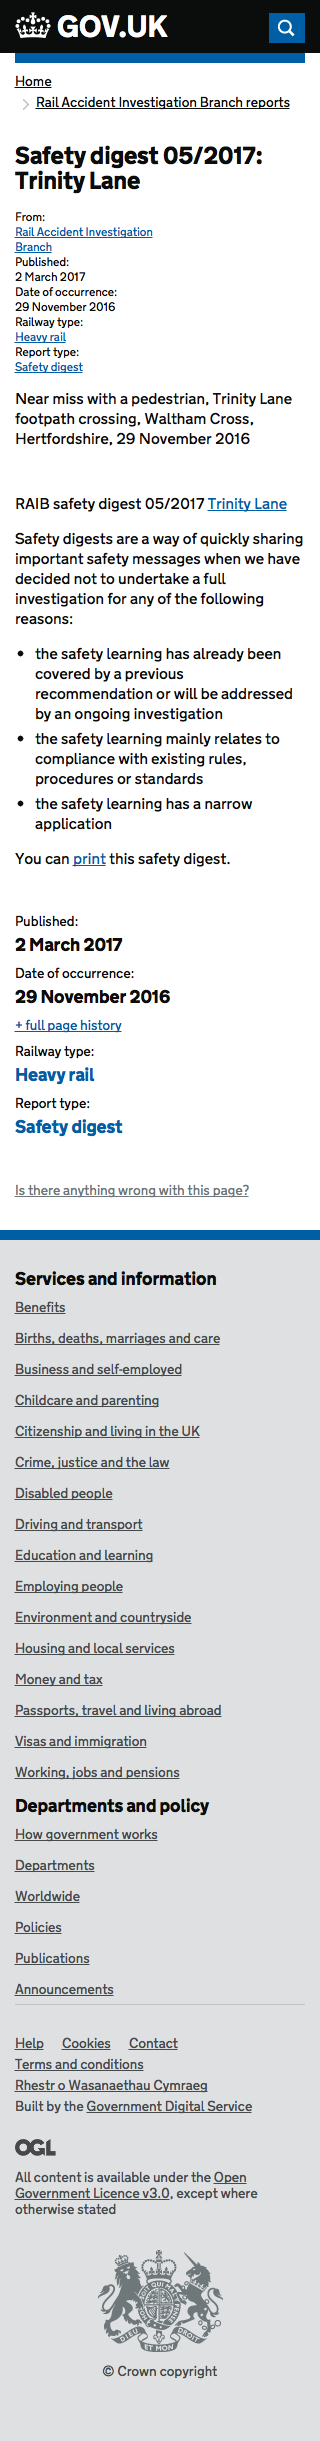 GOV.UK
Home
Rail Accident Investigation Branch reports
Safety digest 05/2017:
Trinity Lane
From:
Rail Accident Investigation
Branch
Published:
2 March 2017
Date of occurrence:
29 November 2016
Railway type:
Heavy rail
Report type:
Safety digest
Near miss with a pedestrian, Trinity Lane
footpath crossing, Waltham Cross,
Hertfordshire, 29 November 2016
RAIB safety digest 05/2017 Trinity Lane
Safety digests are a way of quickly sharing
important safety messages when we have
decided not to undertake a full
investigation for any of the following
reasons:
• the safety learning has already been
covered by a previous
recommendation or will be addressed
by an ongoing investigation
• the safety learning mainly relates to
compliance with existing rules,
procedures or standards
• the safety learning has a narrow
application
You can print this safety digest.
Published:
2 March 2017
Date of occurrence:
29 November 2016
+ full page history
Railway type:
Heavy rail
Report type:
Safety digest
Is there anything wrong with this page?
Services and information
Benefits
Births, deaths, marriages and care
Business and self-employed
Childcare and parenting
Citizenship and living in the UK
Crime, justice and the law
Disabled people
Driving and transport
Education and learning
Employing people
Environment and countryside
Housing and local services
Money and tax
Passports, travel and living abroad
Visas and immigration
Working, jobs and pensions
Departments and policy
How government works
Departments
Worldwide
Policies
Publications
Announcements
Help Cookies Contact
Terms and conditions
Rhestr o Wasanaethau Cymraeg
Built by the Government Digital Service
OGL
All content is available under the Open
Government Licence v3.0, except where
otherwise stated
DIEU ET MON DROIT
© Crown copyright